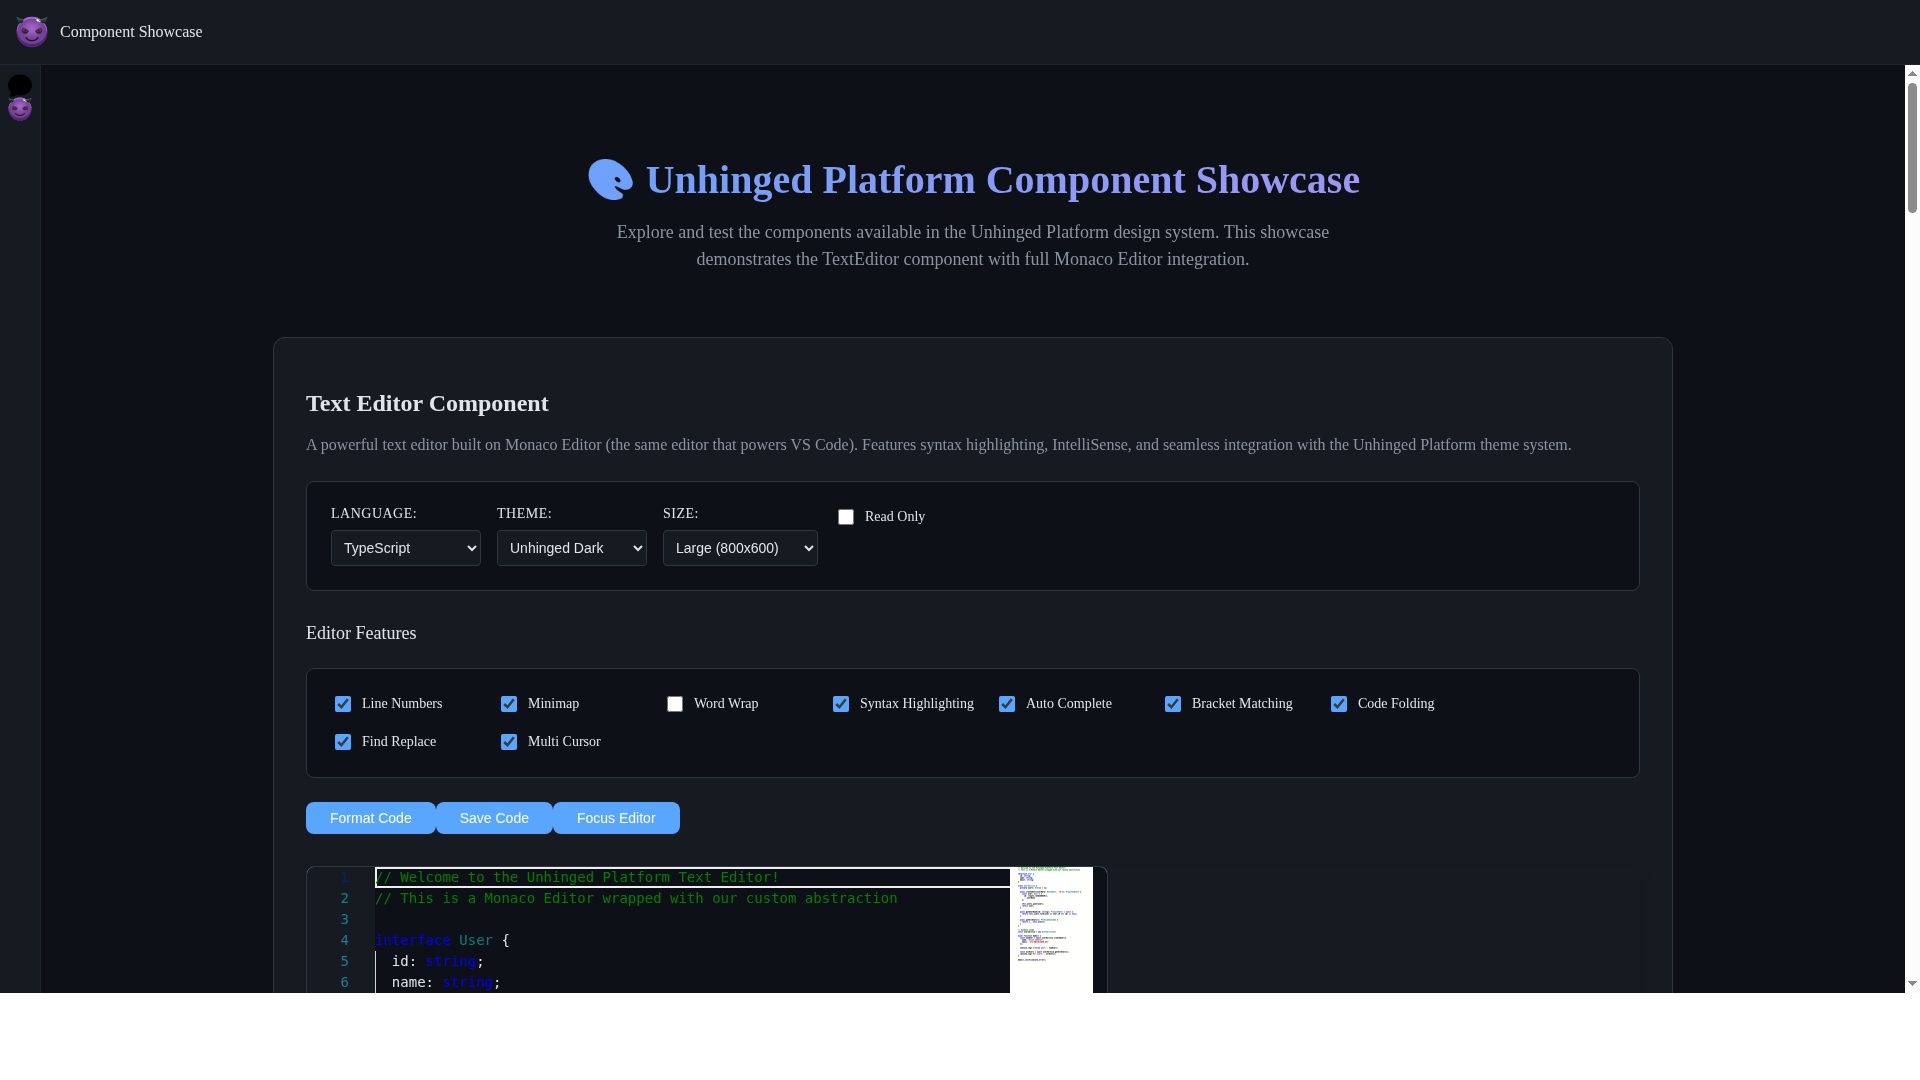 Component Showcase
Unhinged Platform Component Showcase
Explore and test the components available in the Unhinged Platform design system. This showcase
demonstrates the TextEditor component with full Monaco Editor integration.
Text Editor Component
A powerful text editor built on Monaco Editor (the same editor that powers VS Code). Features syntax highlighting, IntelliSense, and seamless integration with the Unhinged Platform theme system.
LANGUAGE: THEME: SIZE:
Read Only
TypeScript Unhinged Dark Large (800x600)
Editor Features
Line Numbers Minimap Word Wrap Syntax Highlighting Auto Complete Bracket Matching Code Folding
Find Replace Multi Cursor
Format Code Save Code Focus Editor
1 // Welcome to the Unhinged Platform Text Editor!
2 // This is a Monaco Editor wrapped with our custom abstraction
3
4 interface User {
5 id: string;
6 name: string;